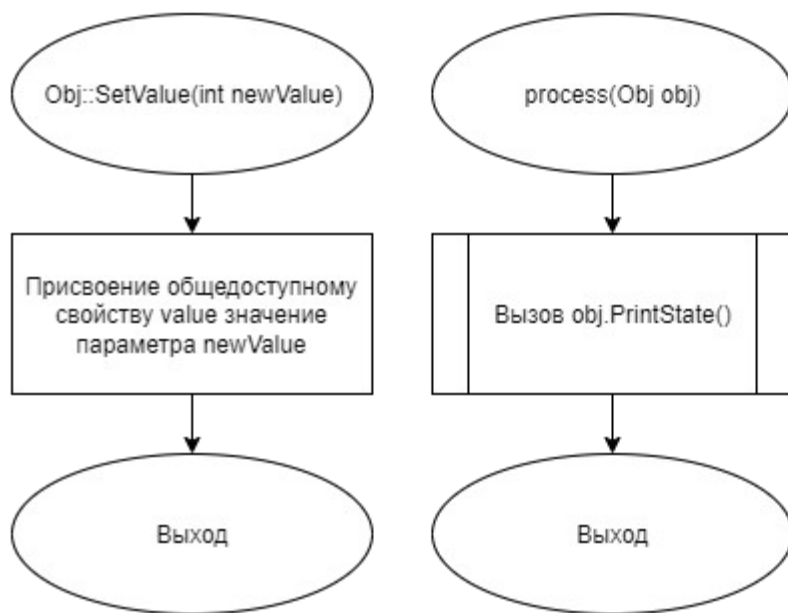 Obj::SetValue(int newValue)
Присвоение общедоступному
свойству value значение
параметра newValue
Выход
process(Obj obj)
Вызов obj.PrintState()
Выход